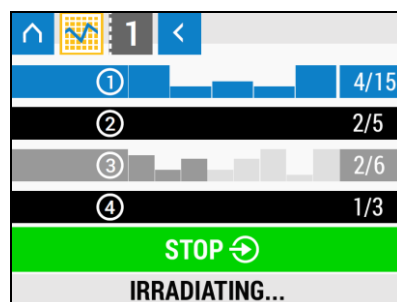 1
① 4/15
② 2/5
③ 2/6
④ 1/3
STOP
IRRADIATING...